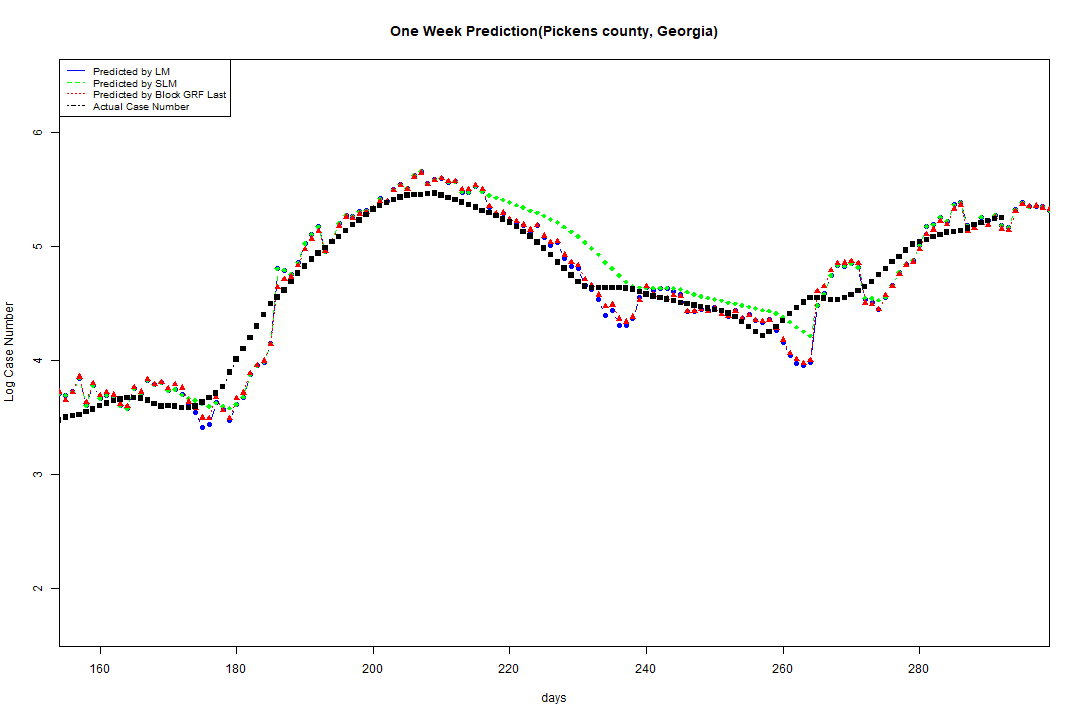 One Week Prediction(Pickens county, Georgia)
Predicted by LM
Predicted by SLM
Predicted by Block GRF Last
Actual Case Number
6
5
4
3
2
Log Case Number
160 180 200 220 240 260 280
days